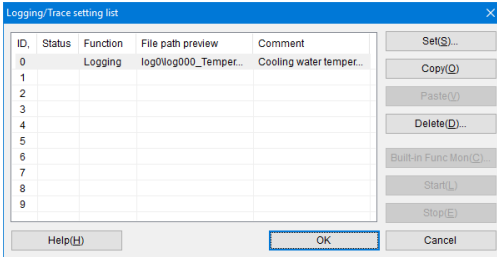 Logging/Trace setting list
ID, Status Function File path preview Comment
0 Logging log0\log000_Temper... Cooling water temper...
1
2
3
4
5
6
7
8
9
Set(S)...
Copy(O)
Paste(V)
Delete(D)...
Built-in Func Mon(C)...
Start(L)
Stop(E)
Help(H) OK Cancel